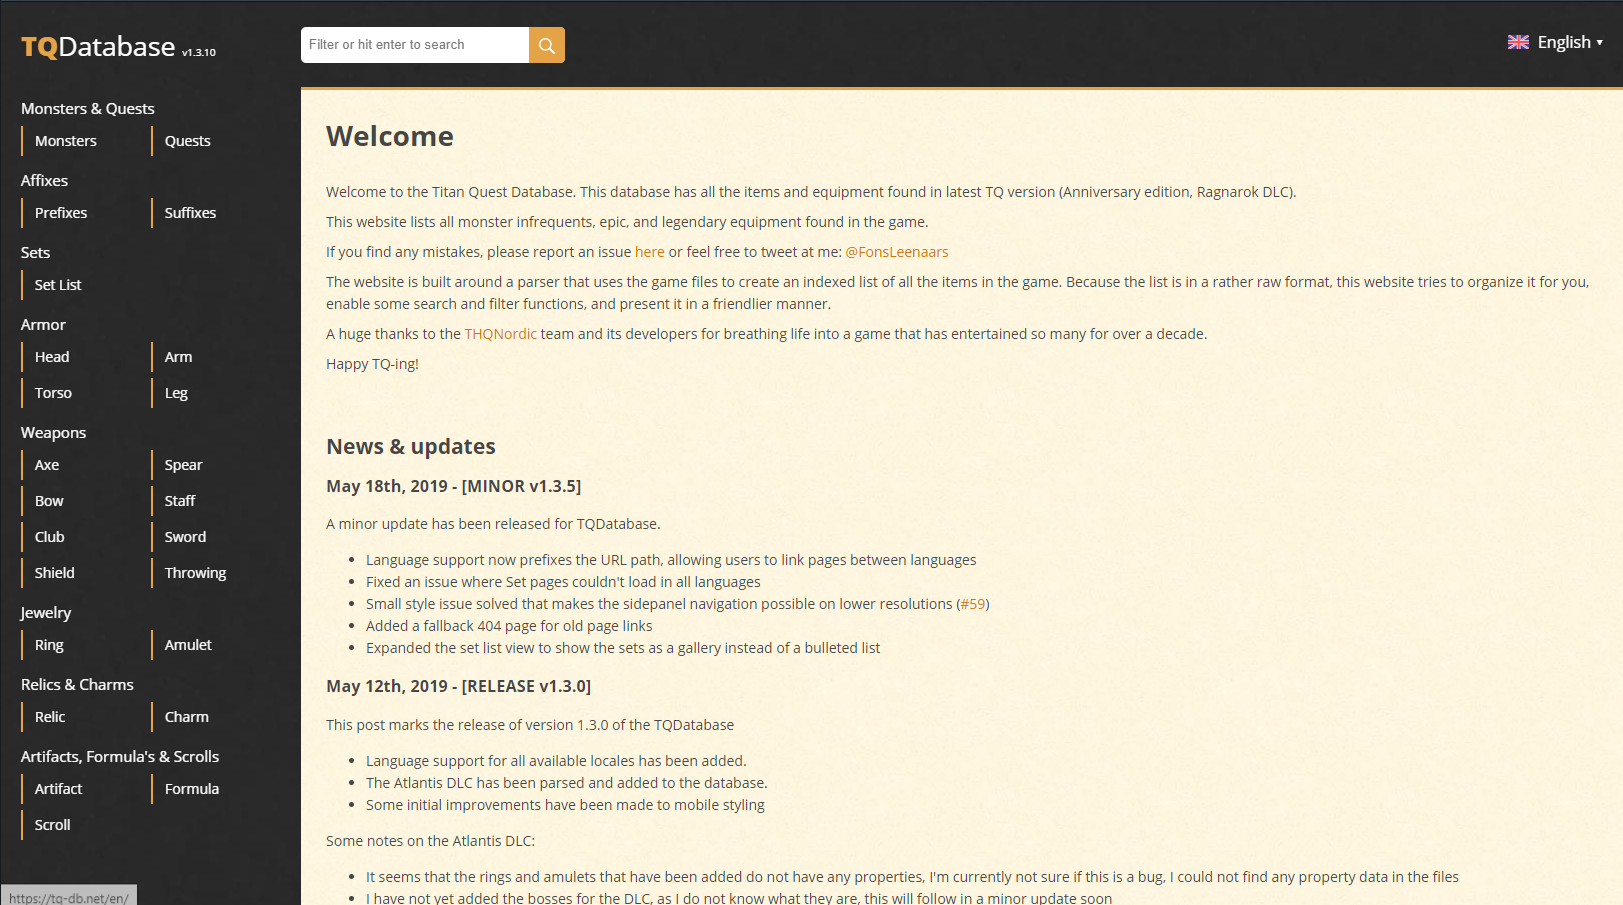 TQDatabase v1.3.10
Filter or hit enter to search
English ▾
Monsters & Quests
Monsters
Quests
Affixes
Prefixes
Suffixes
Sets
Set List
Armor
Head
Arm
Torso
Leg
Weapons
Axe
Spear
Bow
Staff
Club
Sword
Shield
Throwing
Jewelry
Ring
Amulet
Relics & Charms
Relic
Charm
Artifacts, Formula's & Scrolls
Artifact
Formula
Scroll
https://tq-db.net/en/
Welcome
Welcome to the Titan Quest Database. This database has all the items and equipment found in latest TQ version (Anniversary edition, Ragnarok DLC).
This website lists all monster infrequents, epic, and legendary equipment found in the game.
If you find any mistakes, please report an issue here or feel free to tweet at me: @FonsLeenaars
The website is built around a parser that uses the game files to create an indexed list of all the items in the game. Because the list is in a rather raw format, this website tries to organize it for you,
enable some search and filter functions, and present it in a friendlier manner.
A huge thanks to the THQNordic team and its developers for breathing life into a game that has entertained so many for over a decade.
Happy TQ-ing!
News & updates
May 18th, 2019 - [MINOR v1.3.5]
A minor update has been released for TQDatabase.
• Language support now prefixes the URL path, allowing users to link pages between languages
• Fixed an issue where Set pages couldn't load in all languages
• Small style issue solved that makes the sidepanel navigation possible on lower resolutions (#59)
• Added a fallback 404 page for old page links
• Expanded the set list view to show the sets as a gallery instead of a bulleted list
May 12th, 2019 - [RELEASE v1.3.0]
This post marks the release of version 1.3.0 of the TQDatabase
• Language support for all available locales has been added.
• The Atlantis DLC has been parsed and added to the database.
• Some initial improvements have been made to mobile styling
Some notes on the Atlantis DLC:
• It seems that the rings and amulets that have been added do not have any properties, I'm currently not sure if this is a bug, I could not find any property data in the files
• I have not yet added the bosses for the DLC, as I do not know what they are, this will follow in a minor update soon